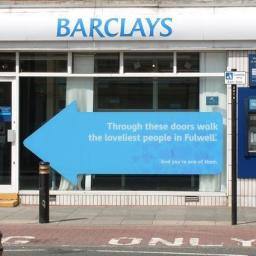 BARCLAYS
Through these doors walk
the loveliest people in Fulwell.
And you're one of them.
ONLY